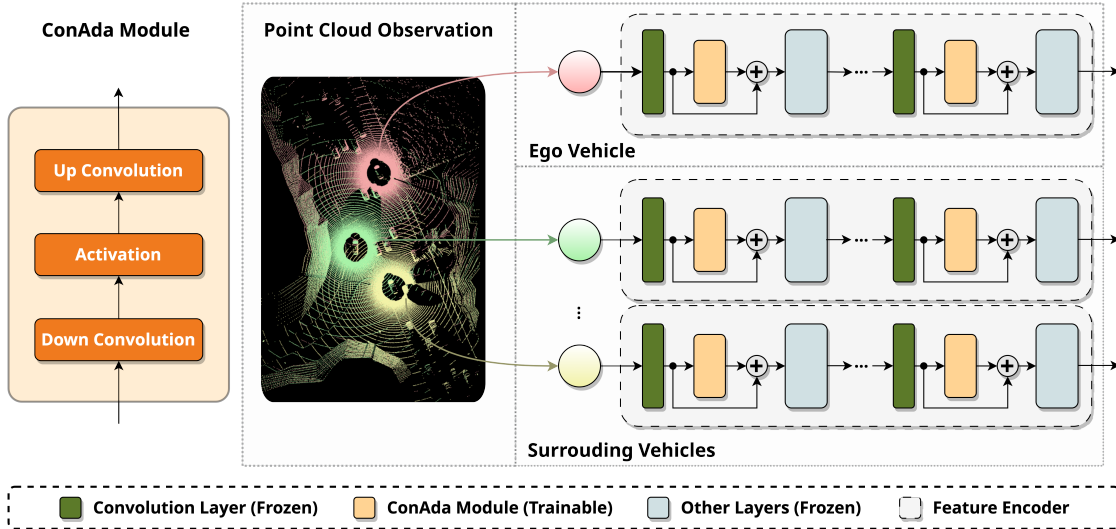 ConAda Module
Point Cloud Observation
Up Convolution
Activation
Down Convolution
Ego Vehicle
Surrouding Vehicles
Convolution Layer (Frozen)
ConAda Module (Trainable)
Other Layers (Frozen)
Feature Encoder